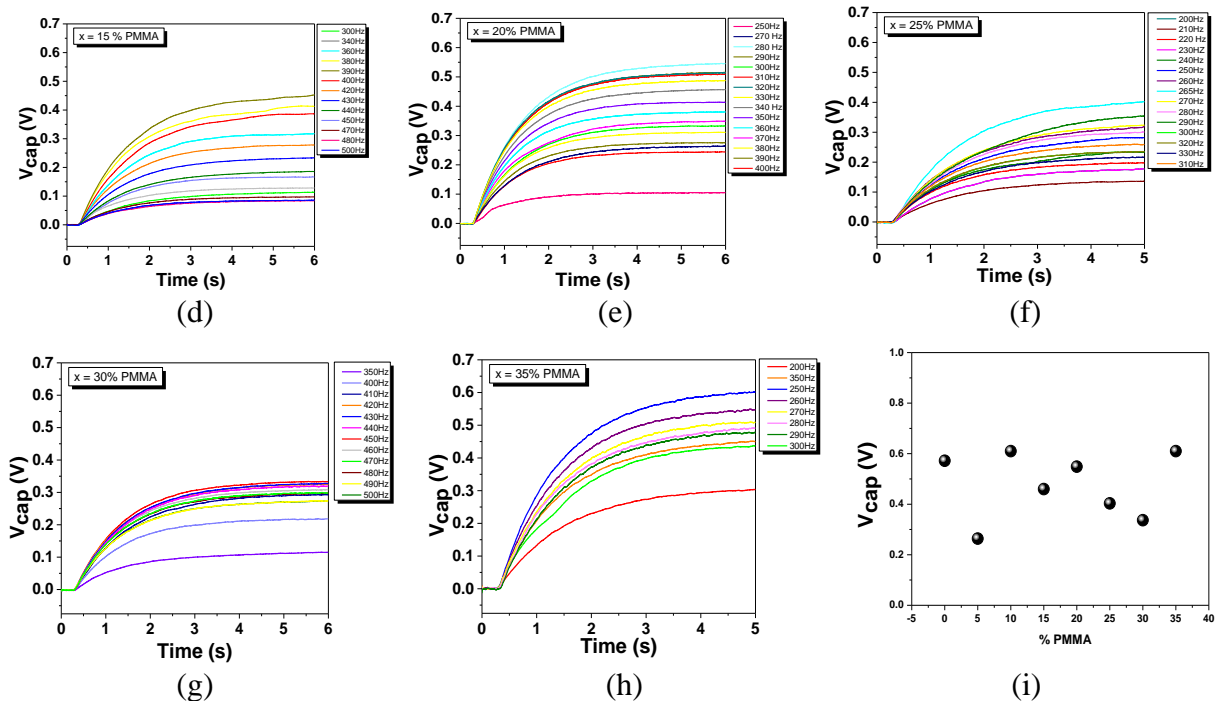 x = 15 % PMMA
Vcap (V)
0.7
0.6
0.5
0.4
0.3
0.2
0.1
0.0
0 1 2 3 4 5 6
Time (s)
300Hz
340Hz
360Hz
380Hz
390Hz
400Hz
420Hz
430Hz
440Hz
450Hz
470Hz
480Hz
500Hz
(d)
x = 20% PMMA
Vcap (V)
0.7
0.6
0.5
0.4
0.3
0.2
0.1
0.0
0 1 2 3 4 5 6
Time (s)
250Hz
270 Hz
280 Hz
290Hz
300Hz
310Hz
320Hz
330Hz
340 Hz
350Hz
360Hz
370Hz
380Hz
390Hz
400Hz
(e)
x = 25% PMMA
Vcap (V)
0.7
0.6
0.5
0.4
0.3
0.2
0.1
0.0
0 1 2 3 4 5
Time (s)
200Hz
210Hz
220 Hz
230HZ
240Hz
250Hz
260Hz
265Hz
270Hz
280Hz
290Hz
300Hz
320Hz
330Hz
310Hz
(f)
x = 30% PMMA
Vcap (V)
0.7
0.6
0.5
0.4
0.3
0.2
0.1
0.0
0 1 2 3 4 5 6
Time (s)
350Hz
400Hz
410Hz
420Hz
430Hz
440Hz
450Hz
460Hz
470Hz
480Hz
490Hz
500Hz
(g)
x = 35% PMMA
Vcap (V)
0.7
0.6
0.5
0.4
0.3
0.2
0.1
0.0
0 1 2 3 4 5
Time (s)
200Hz
350Hz
250Hz
260Hz
270Hz
280Hz
290Hz
300Hz
(h)
Vcap (V)
1.0
0.8
0.6
0.4
0.2
0.0
-5 0 5 10 15 20 25 30 35 40
% PMMA
(i)